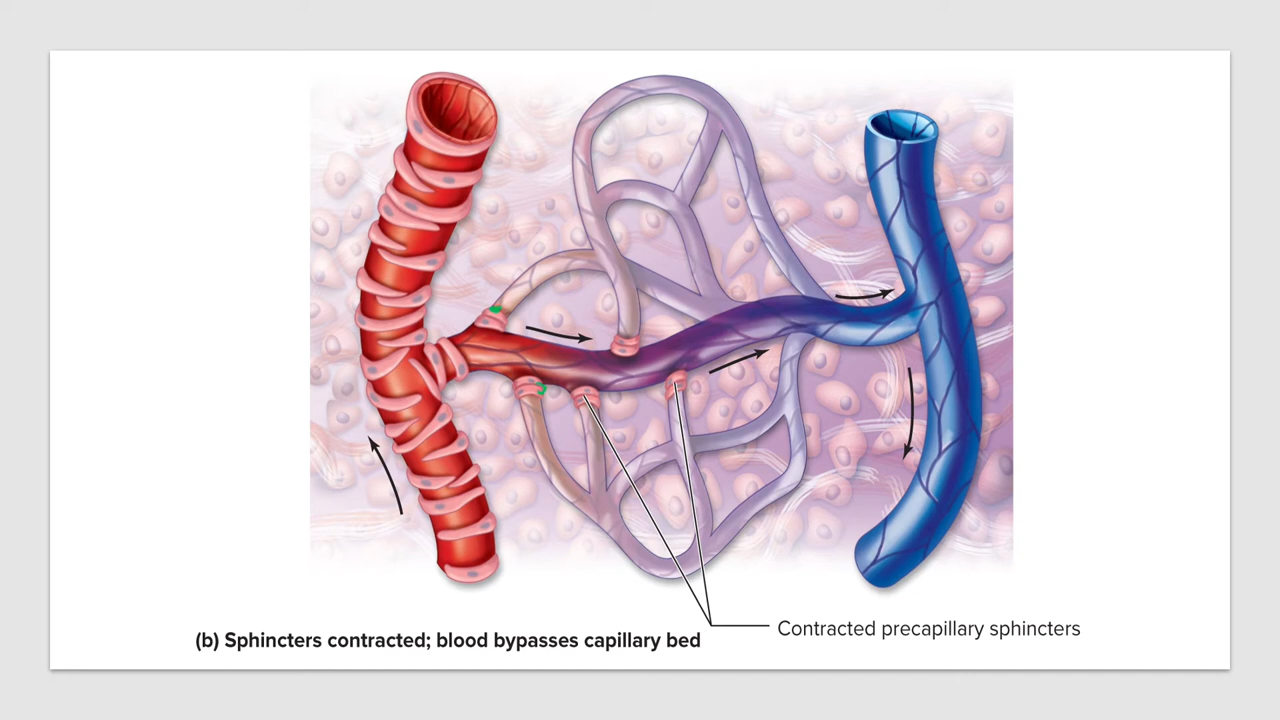 Contracted precapillary sphincters
(b) Sphincters contracted; blood bypasses capillary bed